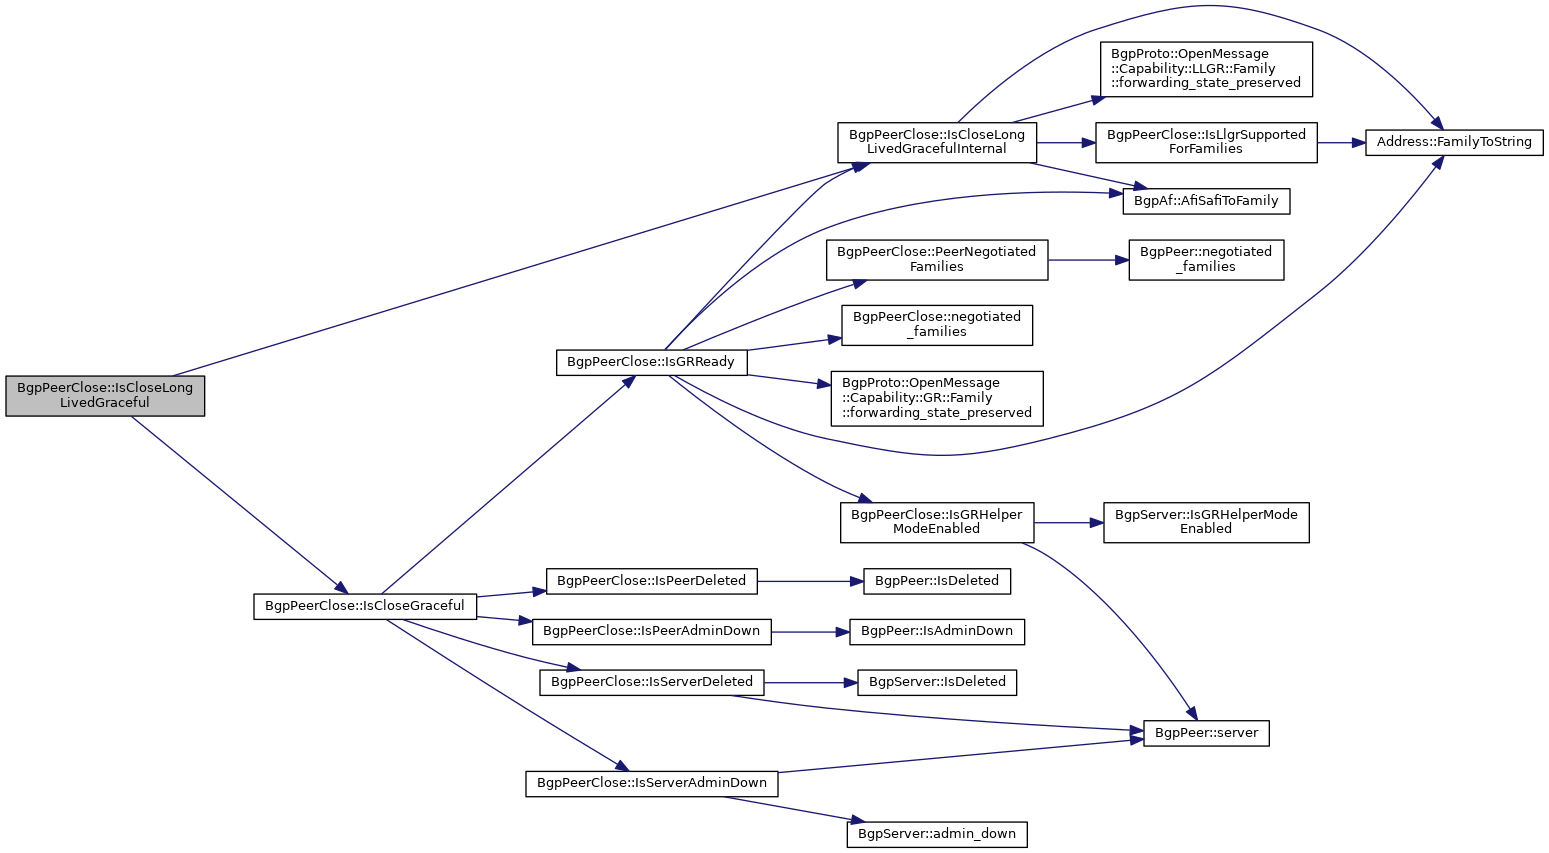 BgpPeerClose::IsCloseLong
LivedGraceful
BgpPeerClose::IsCloseGraceful
BgpPeerClose::IsGRReady
BgpPeerClose::IsPeerDeleted
BgpPeerClose::IsPeerAdminDown
BgpPeerClose::IsServerDeleted
BgpPeerClose::IsServerAdminDown
BgpPeerClose::IsCloseLong
LivedGracefulInternal
BgpPeerClose::PeerNegotiated
Families
BgpPeerClose::negotiated
_families
BgpProto::OpenMessage
::Capability::GR::Family
::forwarding_state_preserved
BgpPeerClose::IsGRHelper
ModeEnabled
BgpPeer::IsDeleted
BgpPeer::IsAdminDown
BgpServer::IsDeleted
BgpServer::admin_down
BgpProto::OpenMessage
::Capability::LLGR::Family
::forwarding_state_preserved
BgpPeerClose::IsLlgrSupported
ForFamilies
BgpAf::AfiSafiToFamily
BgpPeer::negotiated
_families
BgpServer::IsGRHelperMode
Enabled
BgpPeer::server
Address::FamilyToString